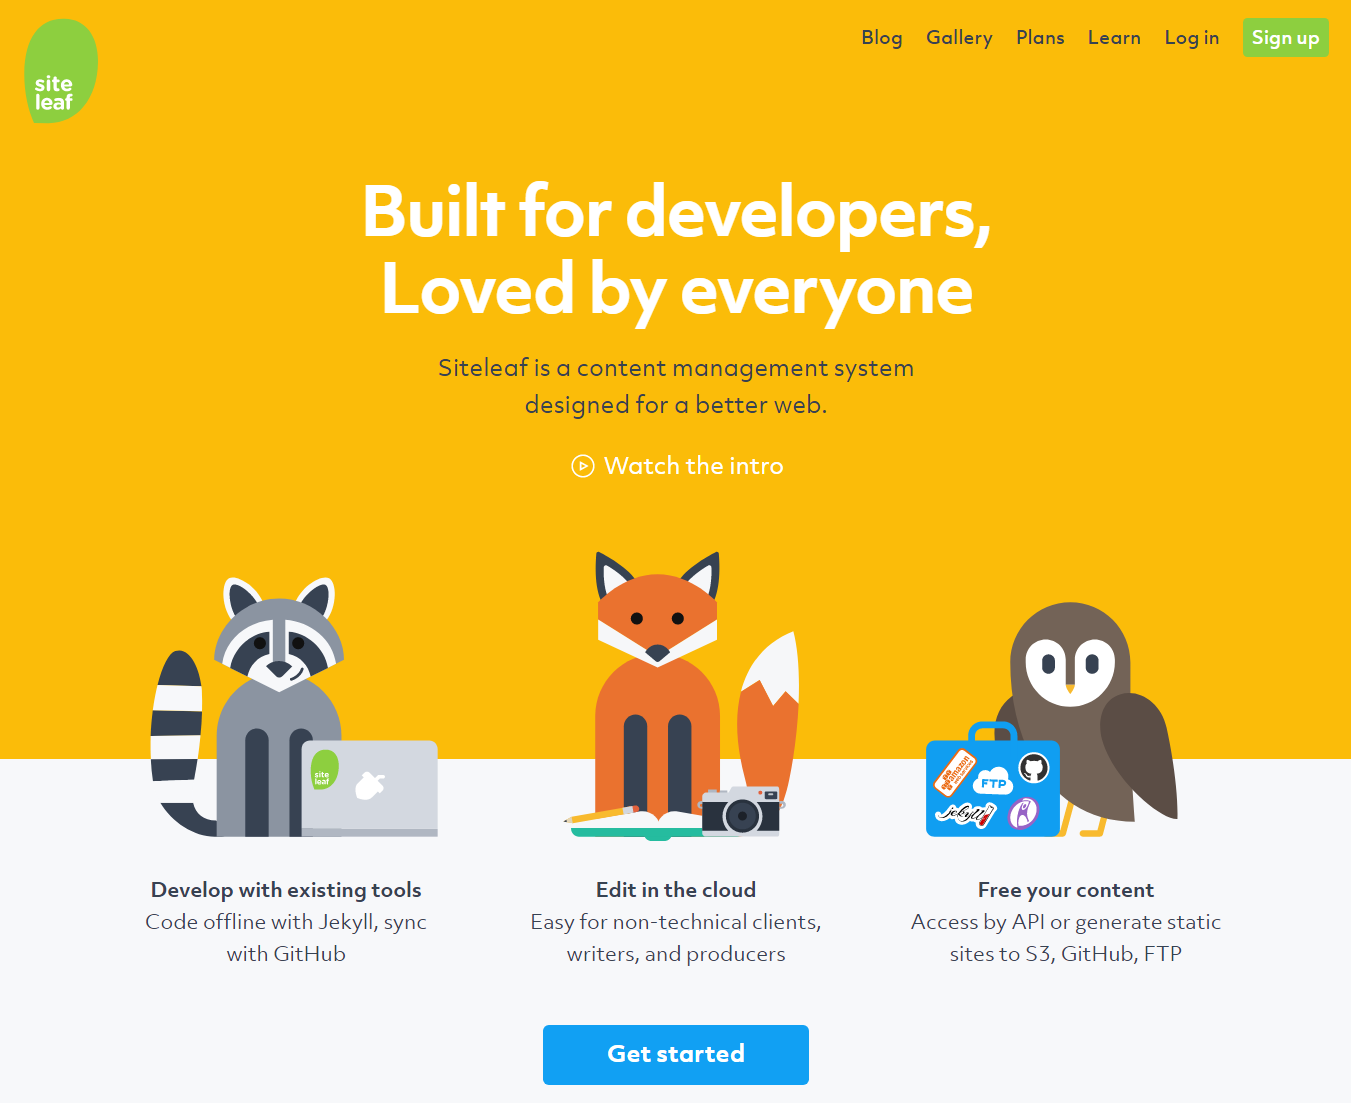 site
leaf
Blog Gallery Plans Learn Log in Sign up
Built for developers,
Loved by everyone
Siteleaf is a content management system
designed for a better web.
Watch the intro
site
leaf
amazon
FTP
jekyll
Develop with existing tools
Code offline with Jekyll, sync
with GitHub
Edit in the cloud
Easy for non-technical clients,
writers, and producers
Free your content
Access by API or generate static
sites to S3, GitHub, FTP
Get started